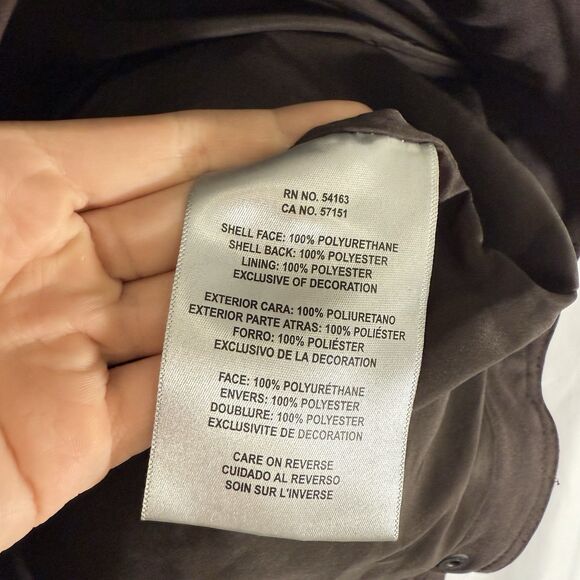 RN NO. 54163
CA NO. 57151
SHELL FACE: 100% POLYURETHANE
SHELL BACK: 100% POLYESTER
LINING: 100% POLYESTER
EXCLUSIVE OF DECORATION
EXTERIOR CARA: 100% POLIURETANO
EXTERIOR PARTE ATRAS: 100% POLIÉSTER
FORRO: 100% POLIÉSTER
EXCLUSIVO DE LA DECORATION
FACE: 100% POLYURÉTHANE
ENVERS: 100% POLYESTER
DOUBLURE: 100% POLYESTER
EXCLUSIVITE DE DECORATION
CARE ON REVERSE
CUIDADO AL REVERSO
SOIN SUR L'INVERSE